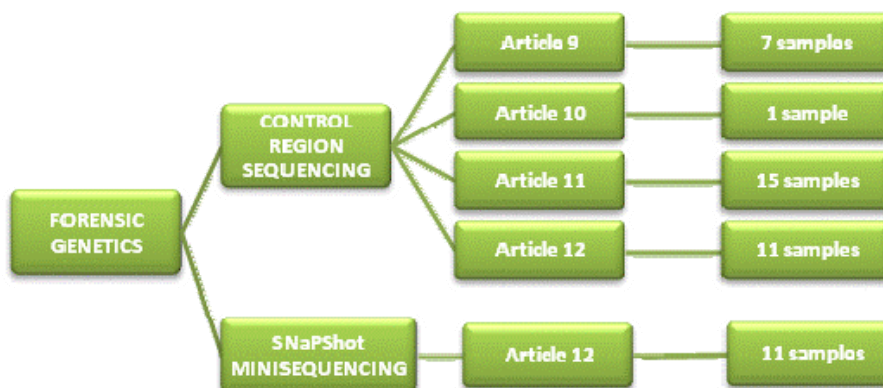 Article 9
7 samples
CONTROL
REGION
SEQUENCING
Article 10
1 sample
Article 11
15 samples
FORENSIC
GENETICS
Article 12
11 samples
SNaPShot
MINISEQUENCING
Article 12
11 samples